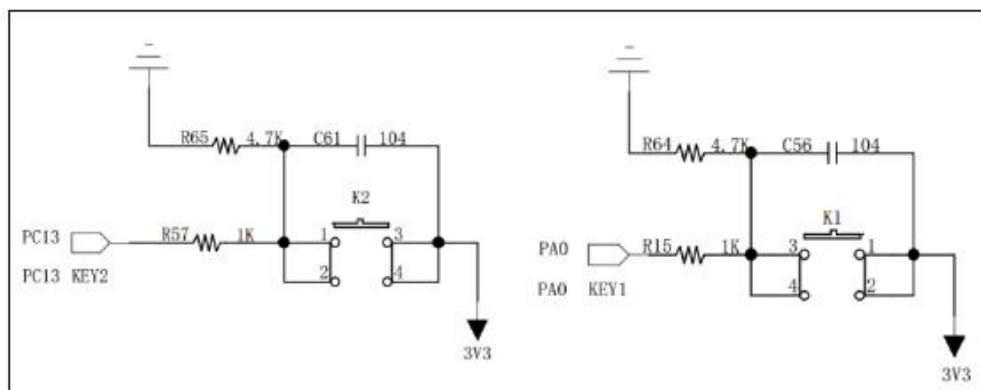 R65 4.7K C61 104
K2
PC13 R57 1K 1 3
PC13 KEY2 2 4
3V3
R64 4.7K C56 104
K1
PA0 R15 1K 3 1
PA0 KEY1 4 2
3V3